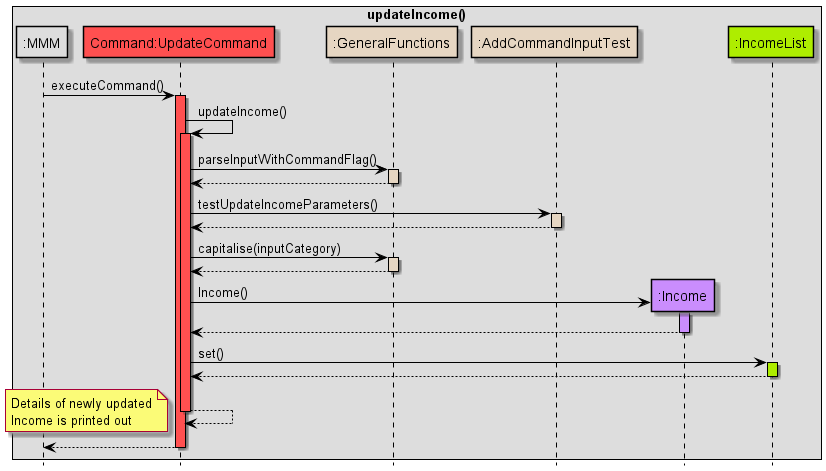 updateIncome()
:MMM
Command:UpdateCommand
:GeneralFunctions
:AddCommandInputTest
:IncomeList
executeCommand()
updateIncome()
parseInputWithCommandFlag()
testUpdateIncomeParameters()
capitalise(inputCategory)
Income()
:Income
set()
Details of newly updated
Income is printed out